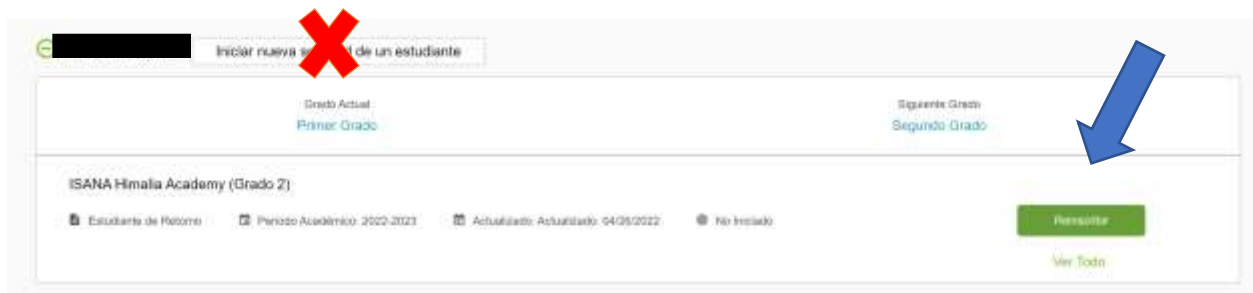 Iniciar nueva de un estudiante
Grado Actual
Siguiente Grado
Primer Grado
Segundo Grado
ISANA Himalia Academy (Grado 2)
Estudiante de Retorno
Periodo Académico: 2022-2023
Actualizado: Actualizado: 04/26/2022
No Iniciado
Reinscribir
Ver Todo